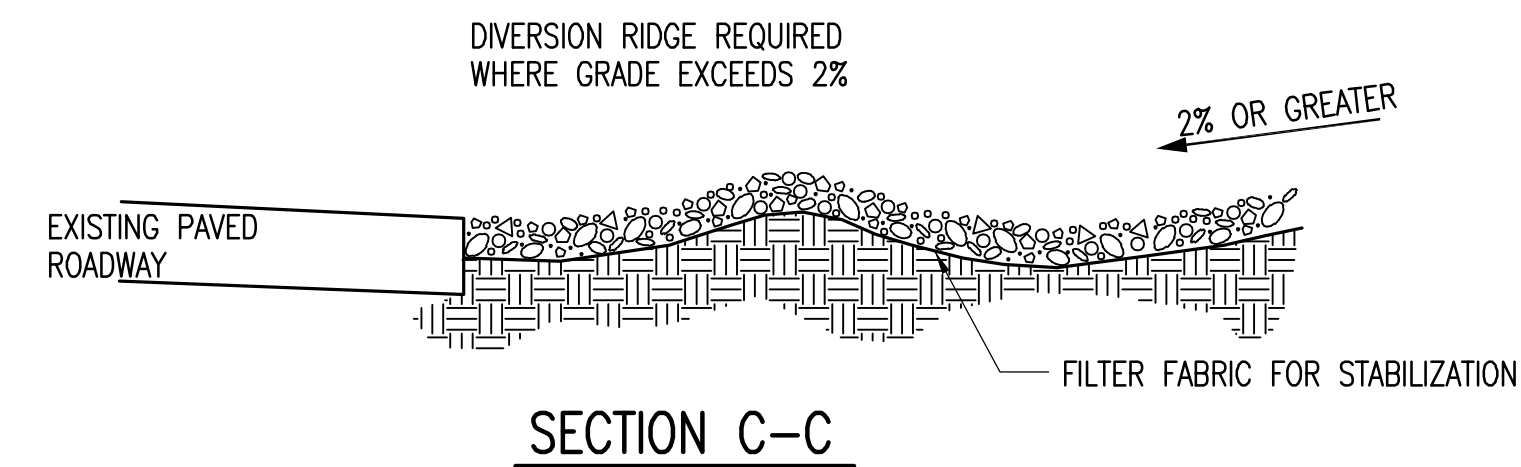 DIVERSION RIDGE REQUIRED
WHERE GRADE EXCEEDS 2%
2% OR GREATER
EXISTING PAVED
ROADWAY
FILTER FABRIC FOR STABILIZATION
SECTION C-C